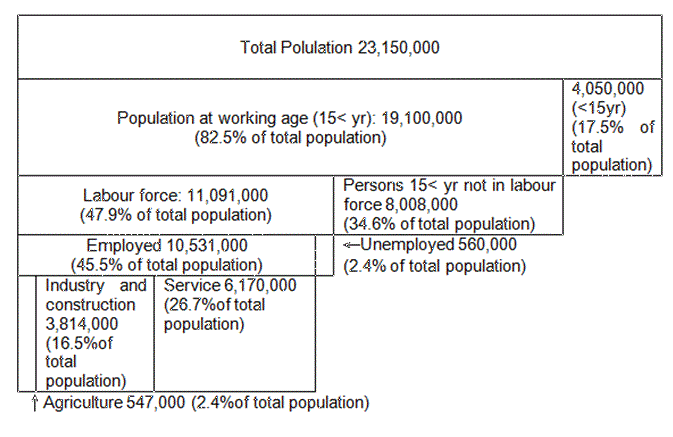 Total Polulation 23,150,000
Population at working age (15< yr): 19,100,000
(82.5% of total population)
4,050,000
(<15yr)
(17.5% of
total
population)
Labour force: 11,091,000
(47.9% of total population)
Persons 15< yr not in labour
force 8,008,000
(34.6% of total population)
Employed 10,531,000
(45.5% of total population)
←Unemployed 560,000
(2.4% of total population)
Industry and
construction
3,814,000
(16.5%of
total
population)
Service 6,170,000
(26.7%of total
population)
↑ Agriculture 547,000 (2.4%of total population)